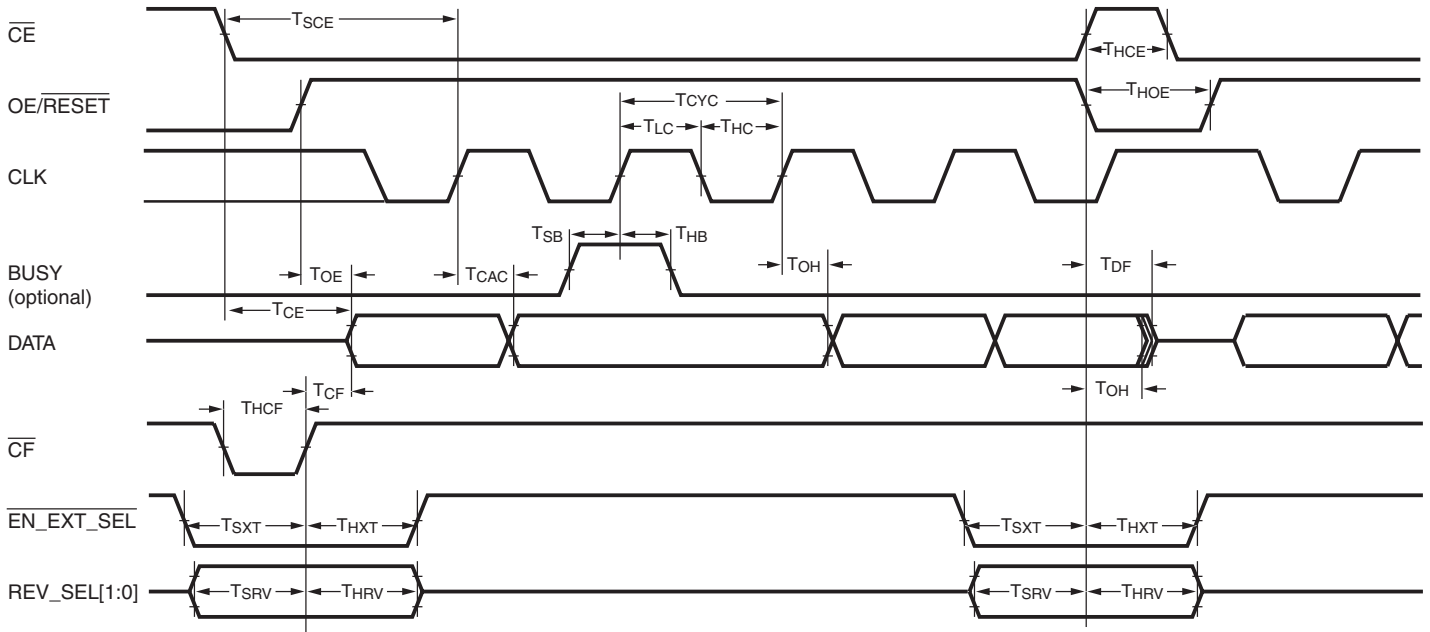 CE
TSCE
THCE
OE/RESET
THOE
TCYC
TLC
THC
CLK
TSB
THB
BUSY
(optional)
TOE
TCAC
TOH
TDF
TCE
DATA
TCF
TOH
THCF
CF
EN_EXT_SEL
TSXT
THXT
TSXT
THXT
REV_SEL[1:0]
TSRV
THRV
TSRV
THRV